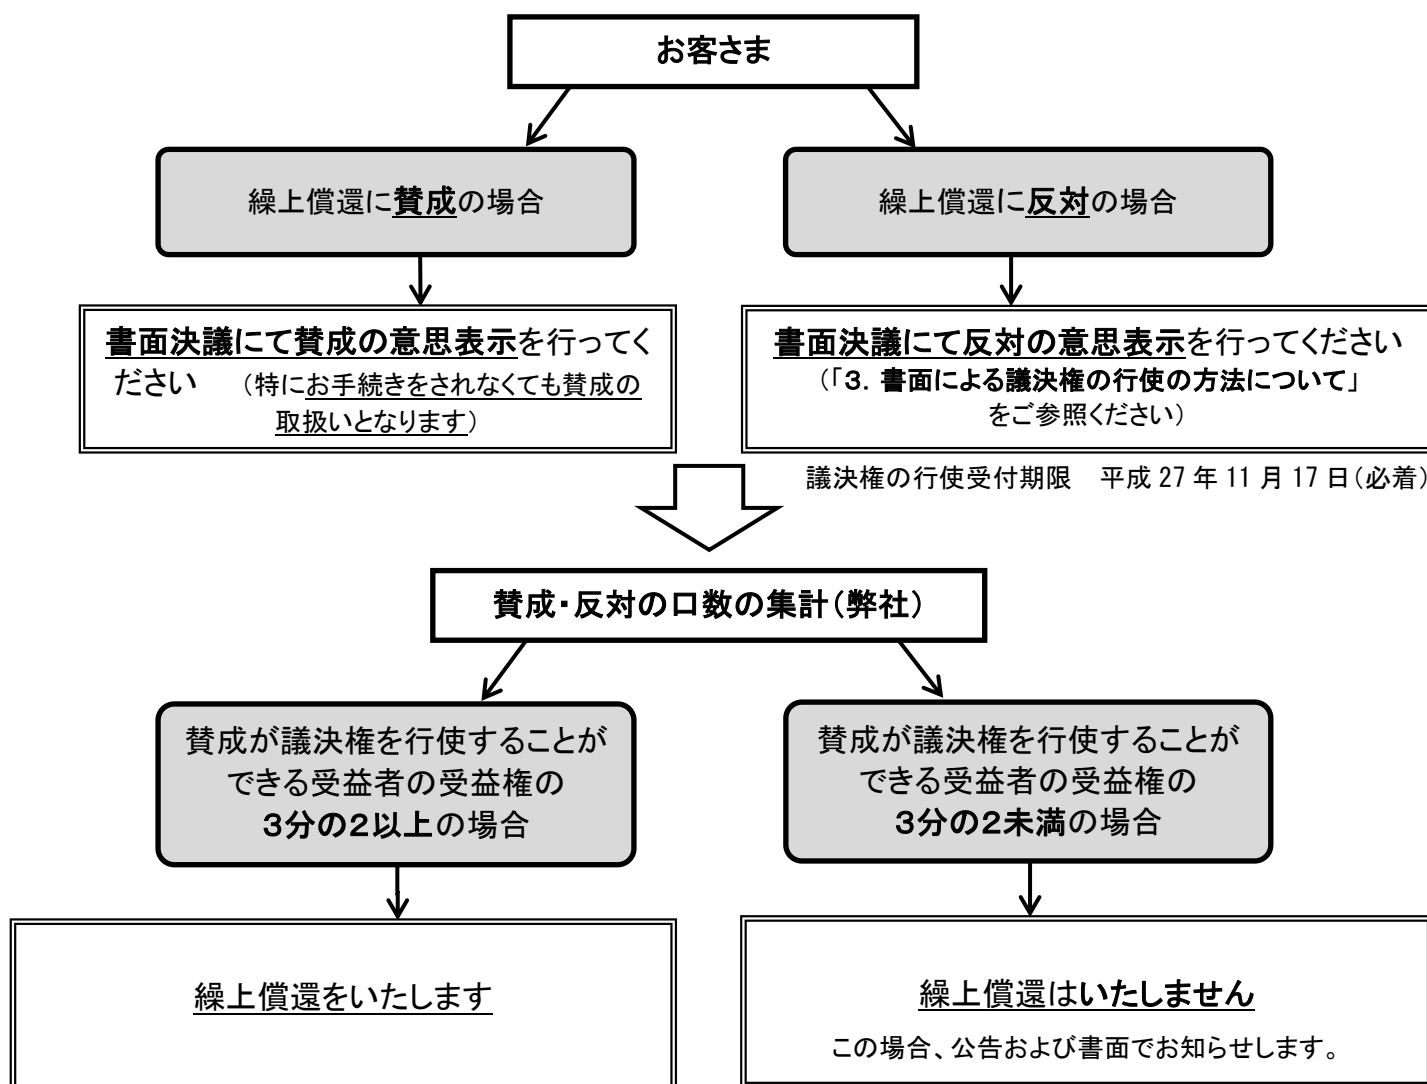 お客さま
繰上償還に賛成の場合
繰上償還に反対の場合
書面決議にて賛成の意思表示を行ってく
ださい （特にお手続きをされなくても賛成の
取扱いとなります）
書面決議にて反対の意思表示を行ってください
（「３．書面による議決権の行使の方法について」
をご参照ください）
議決権の行使受付期限　平成 27 年 11 月 17 日（必着）
賛成・反対の口数の集計（弊社）
賛成が議決権を行使することが
できる受益者の受益権の
３分の２以上の場合
賛成が議決権を行使することが
できる受益者の受益権の
３分の２未満の場合
繰上償還をいたします
繰上償還はいたしません
この場合、公告および書面でお知らせします。